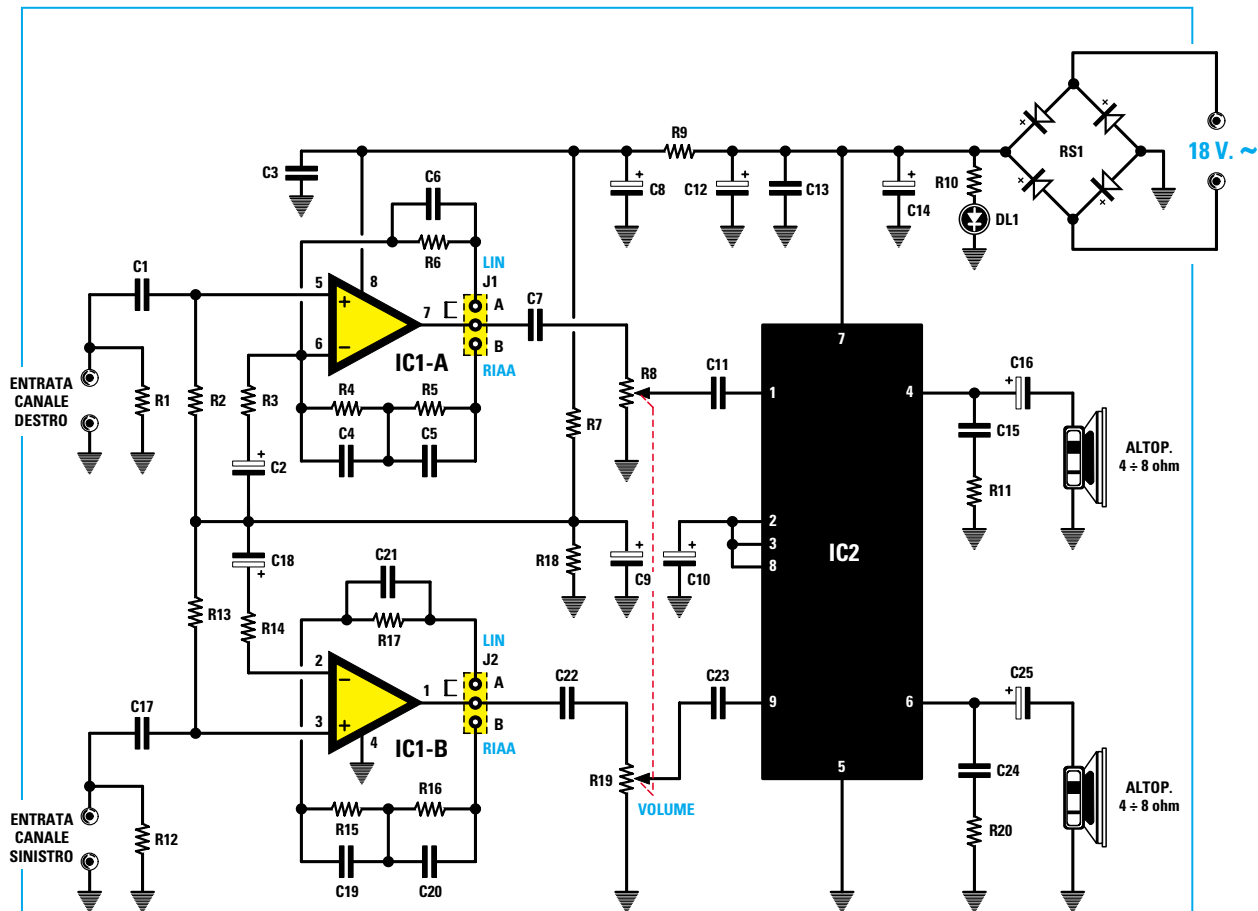 RS1
18 V. ~
R9
C3
C6
C8
C12
C13
C14
R10
DL1
R6
LIN
J1
C1
5
8
A
C7
+
7
7
6
−
B
IC1-A
RIAA
ENTRATA
CANALE
DESTRO
R1
R2
R3
R4
R5
C4
C5
C2
R8
C11
1
4
C16
R7
C15
R11
ALTOP.
4 ÷ 8 ohm
C18
C21
R18
C9
C10
2
3
8
IC2
R13
R14
R17
LIN
J2
2
−
1
A
C22
C23
9
6
C25
C17
3
+
4
B
IC1-B
RIAA
R19
VOLUME
5
C24
R20
ALTOP.
4 ÷ 8 ohm
ENTRATA
CANALE
SINISTRO
R12
R15
R16
C19
C20